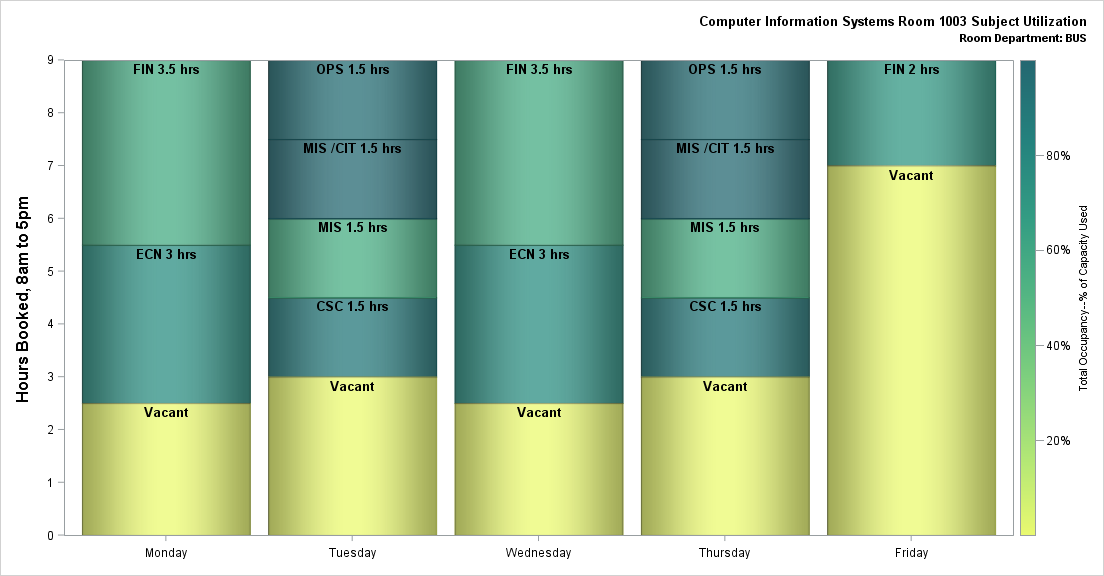 Computer Information Systems Room 1003 Subject Utilization
Room Department: BUS
Hours Booked, 8am to 5pm
9
8
7
6
5
4
3
2
1
0
FIN 3.5 hrs
ECN 3 hrs
Vacant
OPS 1.5 hrs
MIS /CIT 1.5 hrs
MIS 1.5 hrs
CSC 1.5 hrs
Vacant
FIN 3.5 hrs
ECN 3 hrs
Vacant
OPS 1.5 hrs
MIS /CIT 1.5 hrs
MIS 1.5 hrs
CSC 1.5 hrs
Vacant
FIN 2 hrs
Vacant
Monday
Tuesday
Wednesday
Thursday
Friday
80%
60%
40%
20%
Total Occupancy--% of Capacity Used